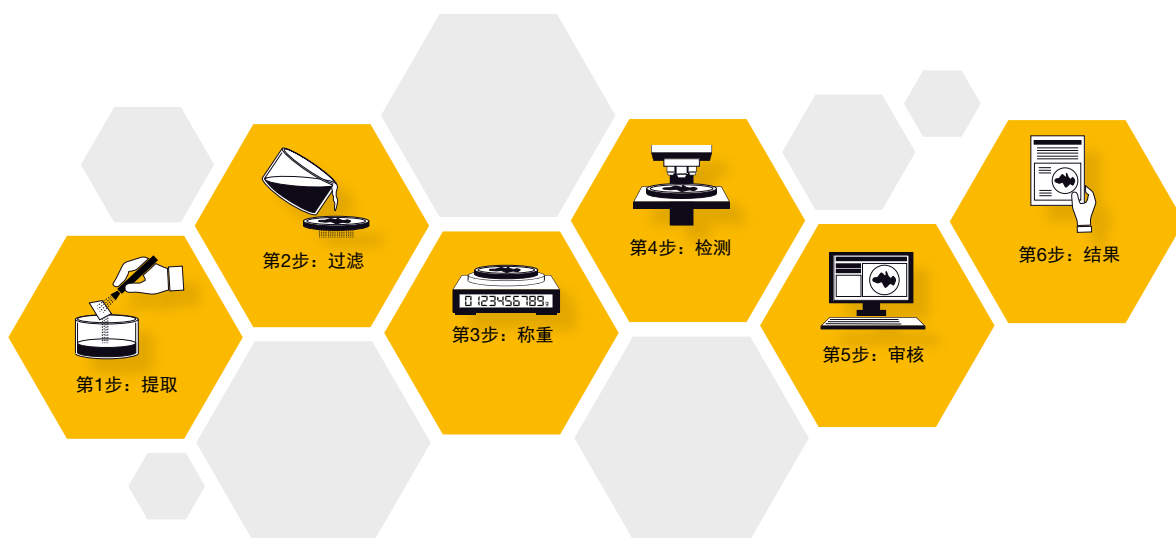 第1步：提取
第2步：过滤
0123456789g
第3步：称重
第4步：检测
第5步：审核
第6步：结果